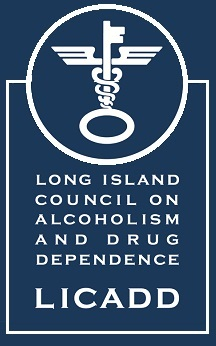 LONG ISLAND
COUNCIL ON
ALCOHOLISM
AND DRUG
DEPENDENCE
LICADD